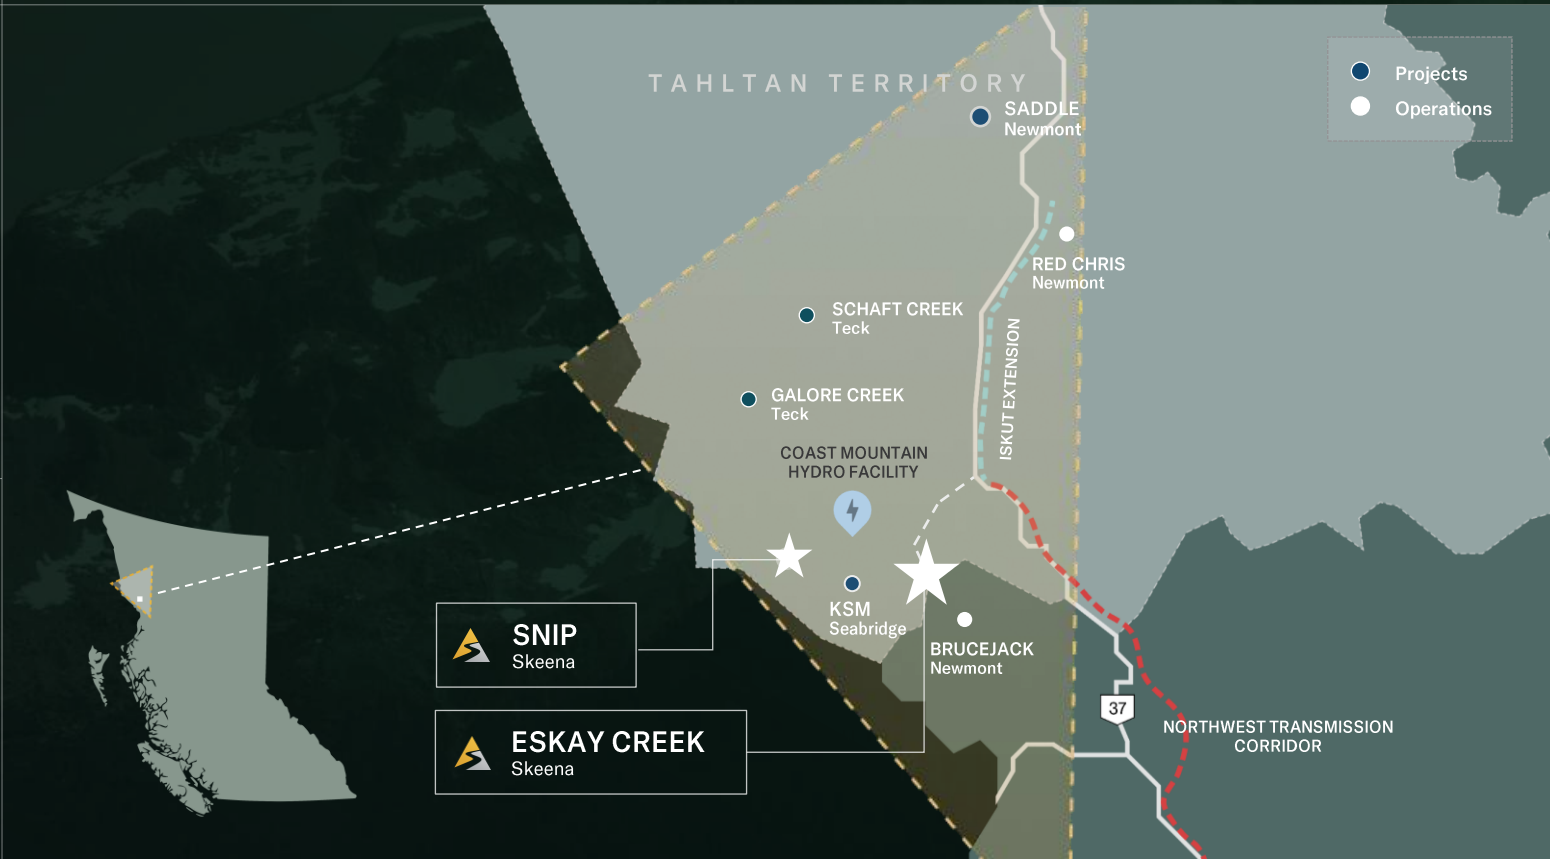 TAHLTAN TERRITORY
Projects
Operations
SADDLE
Newmont
RED CHRIS
Newmont
SCHAFT CREEK
Teck
ISKUT EXTENSION
GALORE CREEK
Teck
COAST MOUNTAIN
HYDRO FACILITY
KSM
Seabridge
SNIP
Skeena
BRUCEJACK
Newmont
37
ESKAY CREEK
Skeena
NORTHWEST TRANSMISSION
CORRIDOR